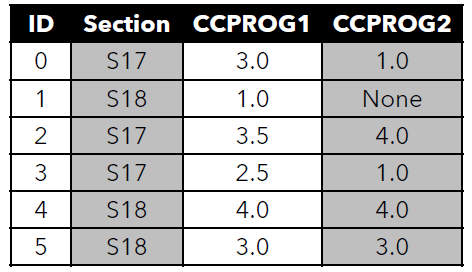 ID Section CCPROG1 CCPROG2
0 S17 3.0 1.0
1 S18 1.0 None
2 S17 3.5 4.0
3 S17 2.5 1.0
4 S18 4.0 4.0
5 S18 3.0 3.0